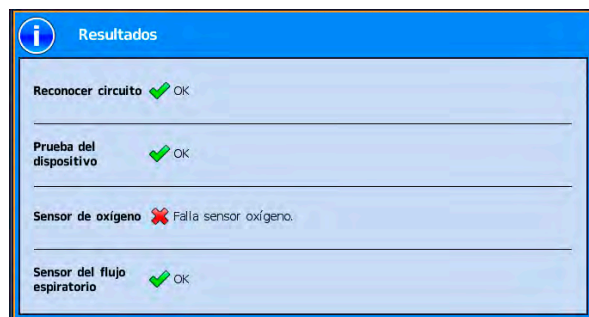 Resultados
Reconocer circuito OK
Prueba del
dispositivo OK
Sensor de oxígeno Falla sensor oxígeno.
Sensor del flujo
espiratorio OK